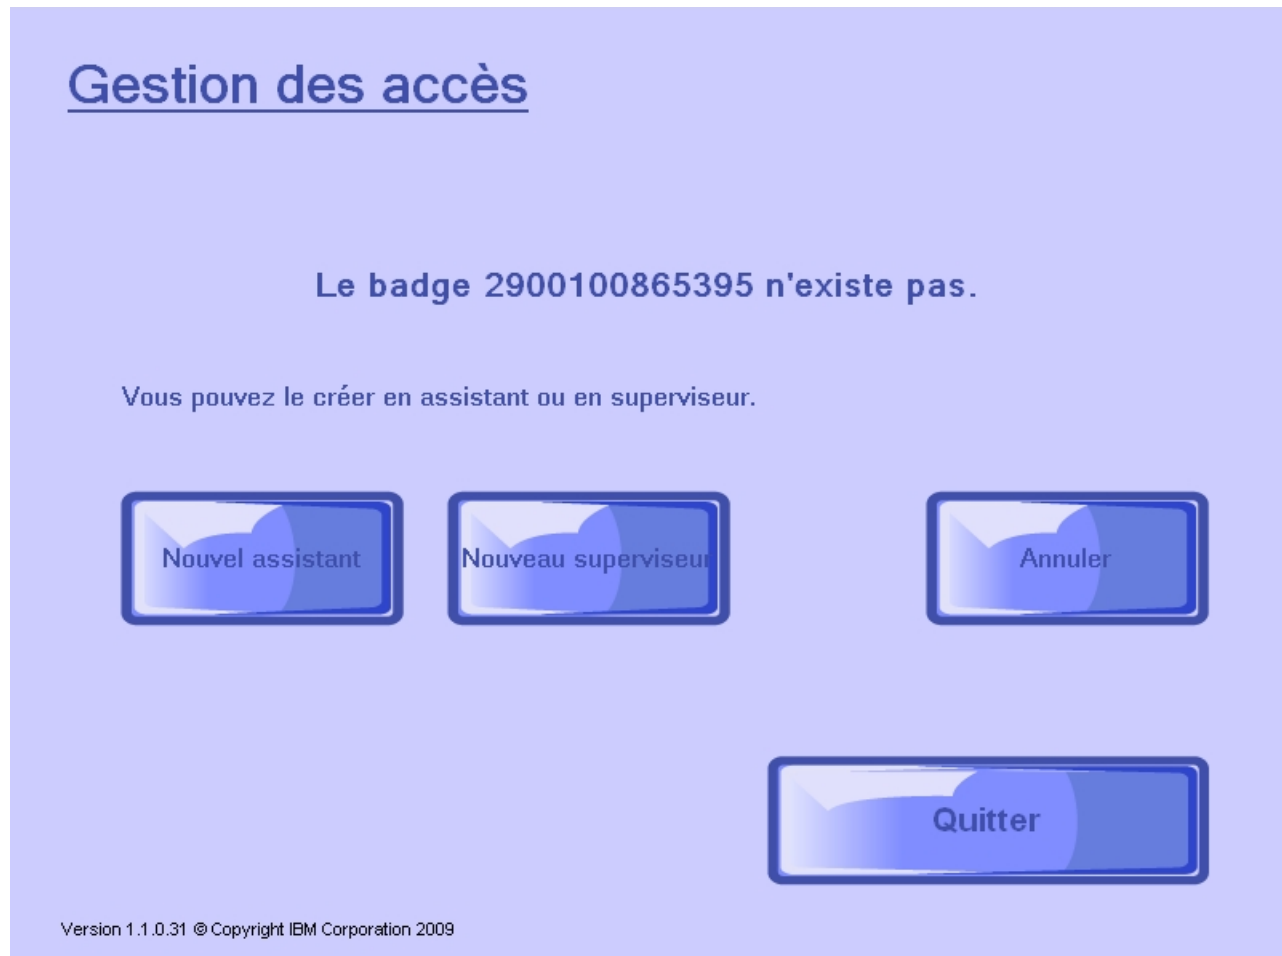 Gestion des accès
Le badge 2900100865395 n'existe pas.
Vous pouvez le créer en assistant ou en superviseur.
Nouvel assistant
Nouveau superviseur
Annuler
Quitter
Version 1.1.0.31 © Copyright IBM Corporation 2009